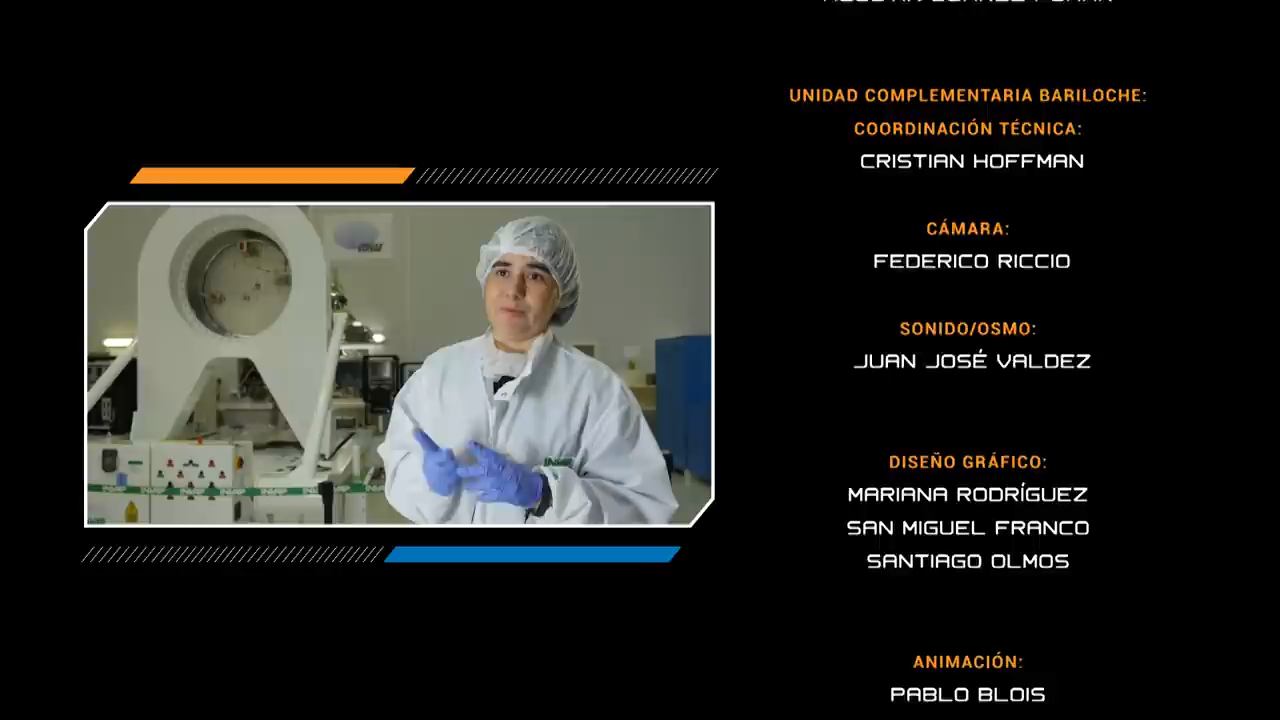 UNIDAD COMPLEMENTARIA BARILOCHE:
COORDINACIÓN TÉCNICA:
CRISTIAN HOFFMAN
CÁMARA:
FEDERICO RICCIO
SONIDO/OSMO:
JUAN JOSÉ VALDEZ
DISEÑO GRÁFICO:
MARIANA RODRÍGUEZ
SAN MIGUEL FRANCO
SANTIAGO OLMOS
ANIMACIÓN:
PABLO BLOIS